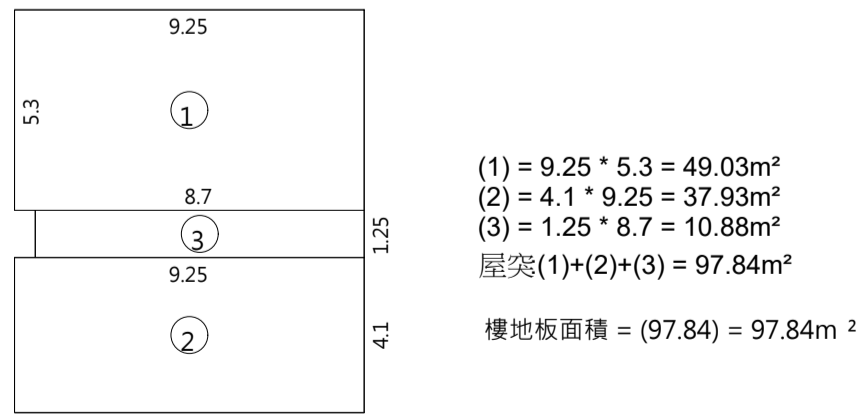 9.25
5.3
1
8.7
3
1.25
9.25
2
4.1
(1) = 9.25 * 5.3 = 49.03m²
(2) = 4.1 * 9.25 = 37.93m²
(3) = 1.25 * 8.7 = 10.88m²
屋突(1)+(2)+(3) = 97.84m²
樓地板面積 = (97.84) = 97.84m ²